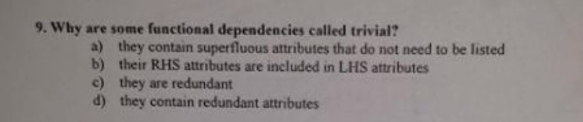 9. Why are some functional dependencies called trivial?
a) they contain superfluous attributes that do not need to be listed
b) their RHS attributes are included in LHS attributes
c) they are redundant
d) they contain redundant attributes